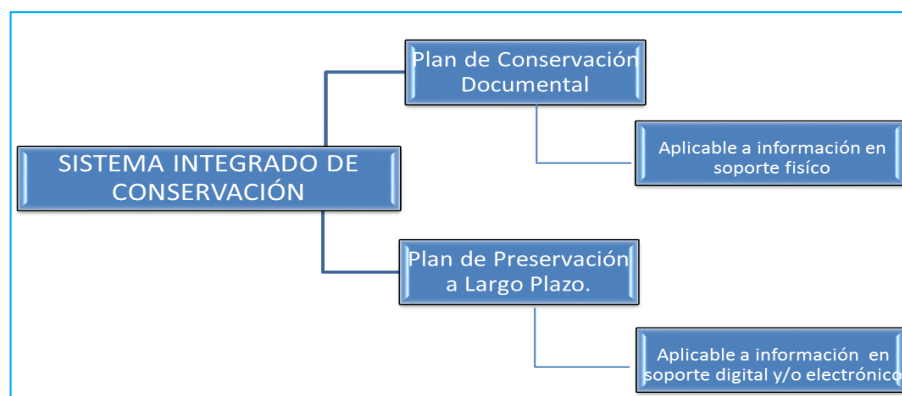 Plan de Conservación
Documental
Aplicable a información en
soporte fisíco
SISTEMA INTEGRADO DE
CONSERVACIÓN
Plan de Preservación
a Largo Plazo.
Aplicable a información en
soporte digital y/o electrónico